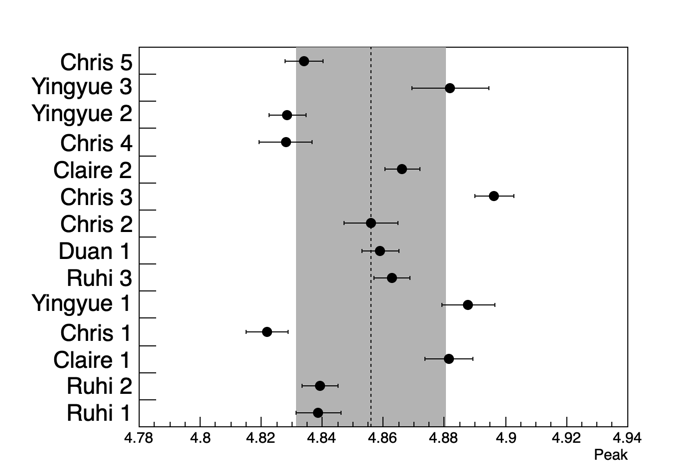 Chris 5
Yingyue 3
Yingyue 2
Chris 4
Claire 2
Chris 3
Chris 2
Duan 1
Ruhi 3
Yingyue 1
Chris 1
Claire 1
Ruhi 2
Ruhi 1
4.78 4.8 4.82 4.84 4.86 4.88 4.9 4.92 4.94
Peak